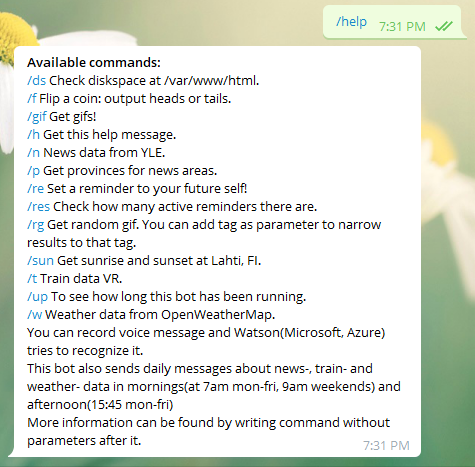 /help 7:31 PM
Available commands:
/ds Check diskspace at /var/www/html.
/f Flip a coin: output heads or tails.
/gif Get gifs!
/h Get this help message.
/n News data from YLE.
/p Get provinces for news areas.
/re Set a reminder to your future self!
/res Check how many active reminders there are.
/rg Get random gif. You can add tag as parameter to narrow
results to that tag.
/sun Get sunrise and sunset at Lahti, FI.
/t Train data VR.
/up To see how long this bot has been running.
/w Weather data from OpenWeatherMap.
You can record voice message and Watson(Microsoft, Azure)
tries to recognize it.
This bot also sends daily messages about news-, train- and
weather- data in mornings(at 7am mon-fri, 9am weekends) and
afternoon(15:45 mon-fri)
More information can be found by writing command without
parameters after it.
7:31 PM